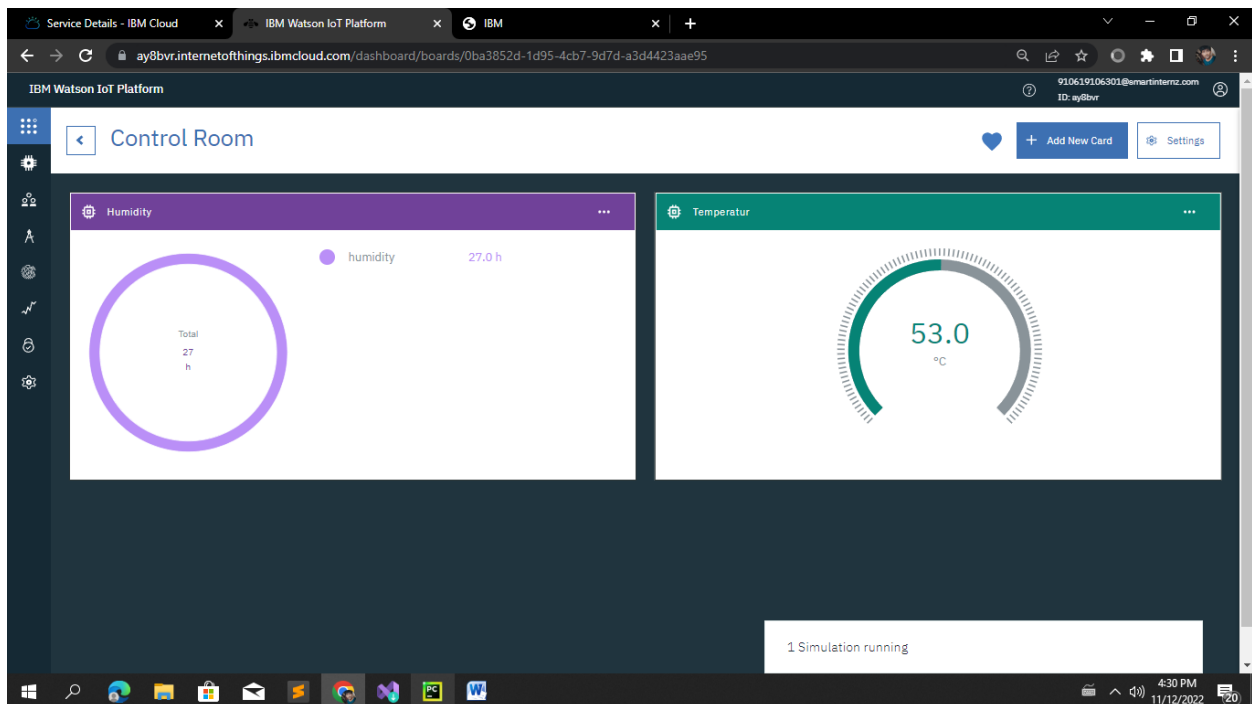 Service Details - IBM Cloud
IBM Watson IoT Platform
IBM
ay8bvr.internetofthings.ibmcloud.com/dashboard/boards/0ba3852d-1d95-4cb7-9d7d-a3d4423aae95
IBM Watson IoT Platform
910619106301@smartinternz.com
ID: ay8bvr
Control Room
+ Add New Card
Settings
Humidity
Temperatur
humidity 27.0 h
Total
27
h
53.0
°C
1 Simulation running
PC
W
4:30 PM
11/12/2022
20